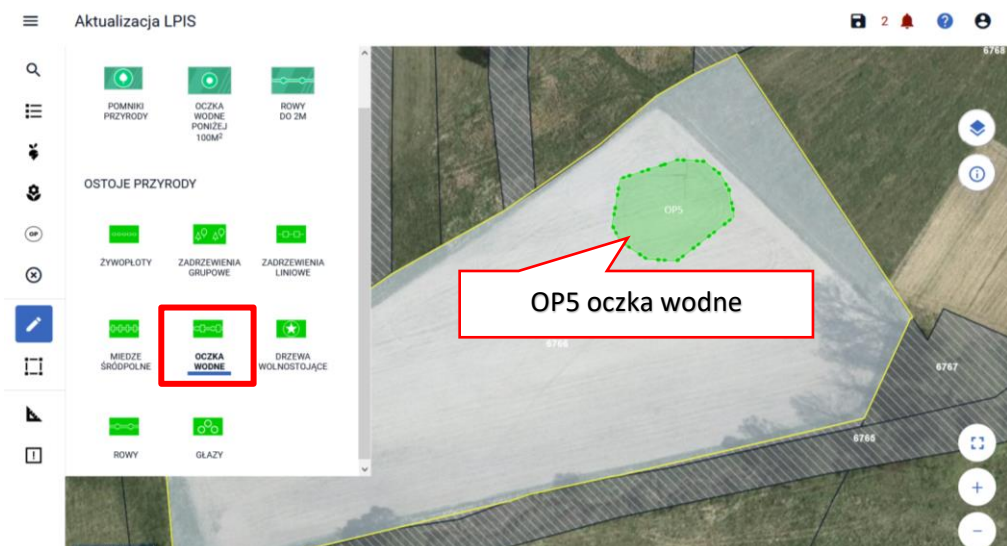 Aktualizacja LPIS
2
POMNIKI
PRZYRODY
OCZKA
WODNE
PONIŻEJ
100M²
ROWY
DO 2M
OSTOJE PRZYRODY
ŻYWOPŁOTY
ZADRZEWIENIA
GRUPOWE
ZADRZEWIENIA
LINIOWE
MIEDZE
ŚRÓDPOLNE
OCZKA
WODNE
DRZEWA
WOLNOSTOJĄCE
ROWY
GŁAZY
OP
6768
OP5
OP5 oczka wodne
6766
6767
6765